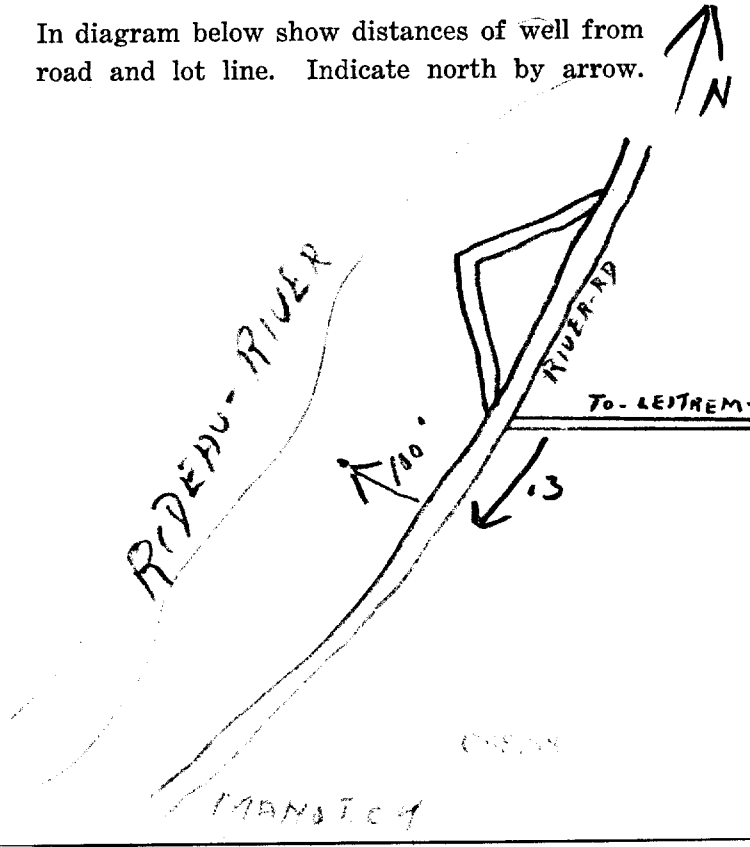 In diagram below show distances of well from
road and lot line. Indicate north by arrow.
N
RIDEAU-RIVER
RIVER-RD
TO-LEITREM-
100'
.3